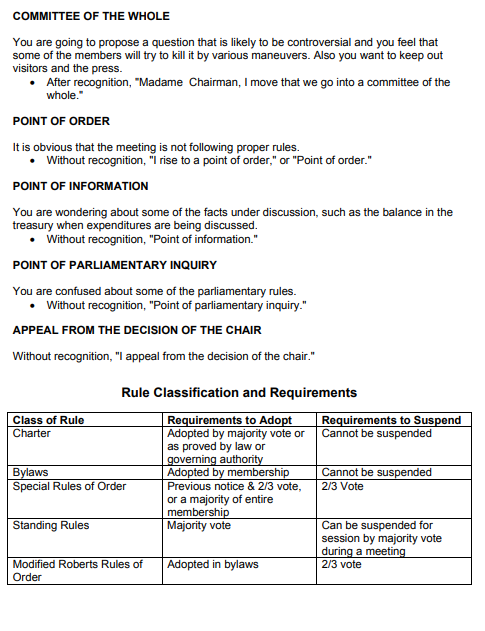 COMMITTEE OF THE WHOLE
You are going to propose a question that is likely to be controversial and you feel that
some of the members will try to kill it by various maneuvers. Also you want to keep out
visitors and the press.
• After recognition, "Madame  Chairman, I move that we go into a committee of the
whole."
POINT OF ORDER
It is obvious that the meeting is not following proper rules.
• Without recognition, "I rise to a point of order," or "Point of order."
POINT OF INFORMATION
You are wondering about some of the facts under discussion, such as the balance in the
treasury when expenditures are being discussed.
• Without recognition, "Point of information."
POINT OF PARLIAMENTARY INQUIRY
You are confused about some of the parliamentary rules.
• Without recognition, "Point of parliamentary inquiry."
APPEAL FROM THE DECISION OF THE CHAIR
Without recognition, "I appeal from the decision of the chair."
Rule Classification and Requirements
Class of Rule | Requirements to Adopt | Requirements to Suspend
Charter | Adopted by majority vote or | Cannot be suspended
as proved by law or
governing authority
Bylaws | Adopted by membership | Cannot be suspended
Special Rules of Order | Previous notice & 2/3 vote, | 2/3 Vote
or a majority of entire
membership
Standing Rules | Majority vote | Can be suspended for
session by majority vote
during a meeting
Modified Roberts Rules of | Adopted in bylaws | 2/3 vote
Order